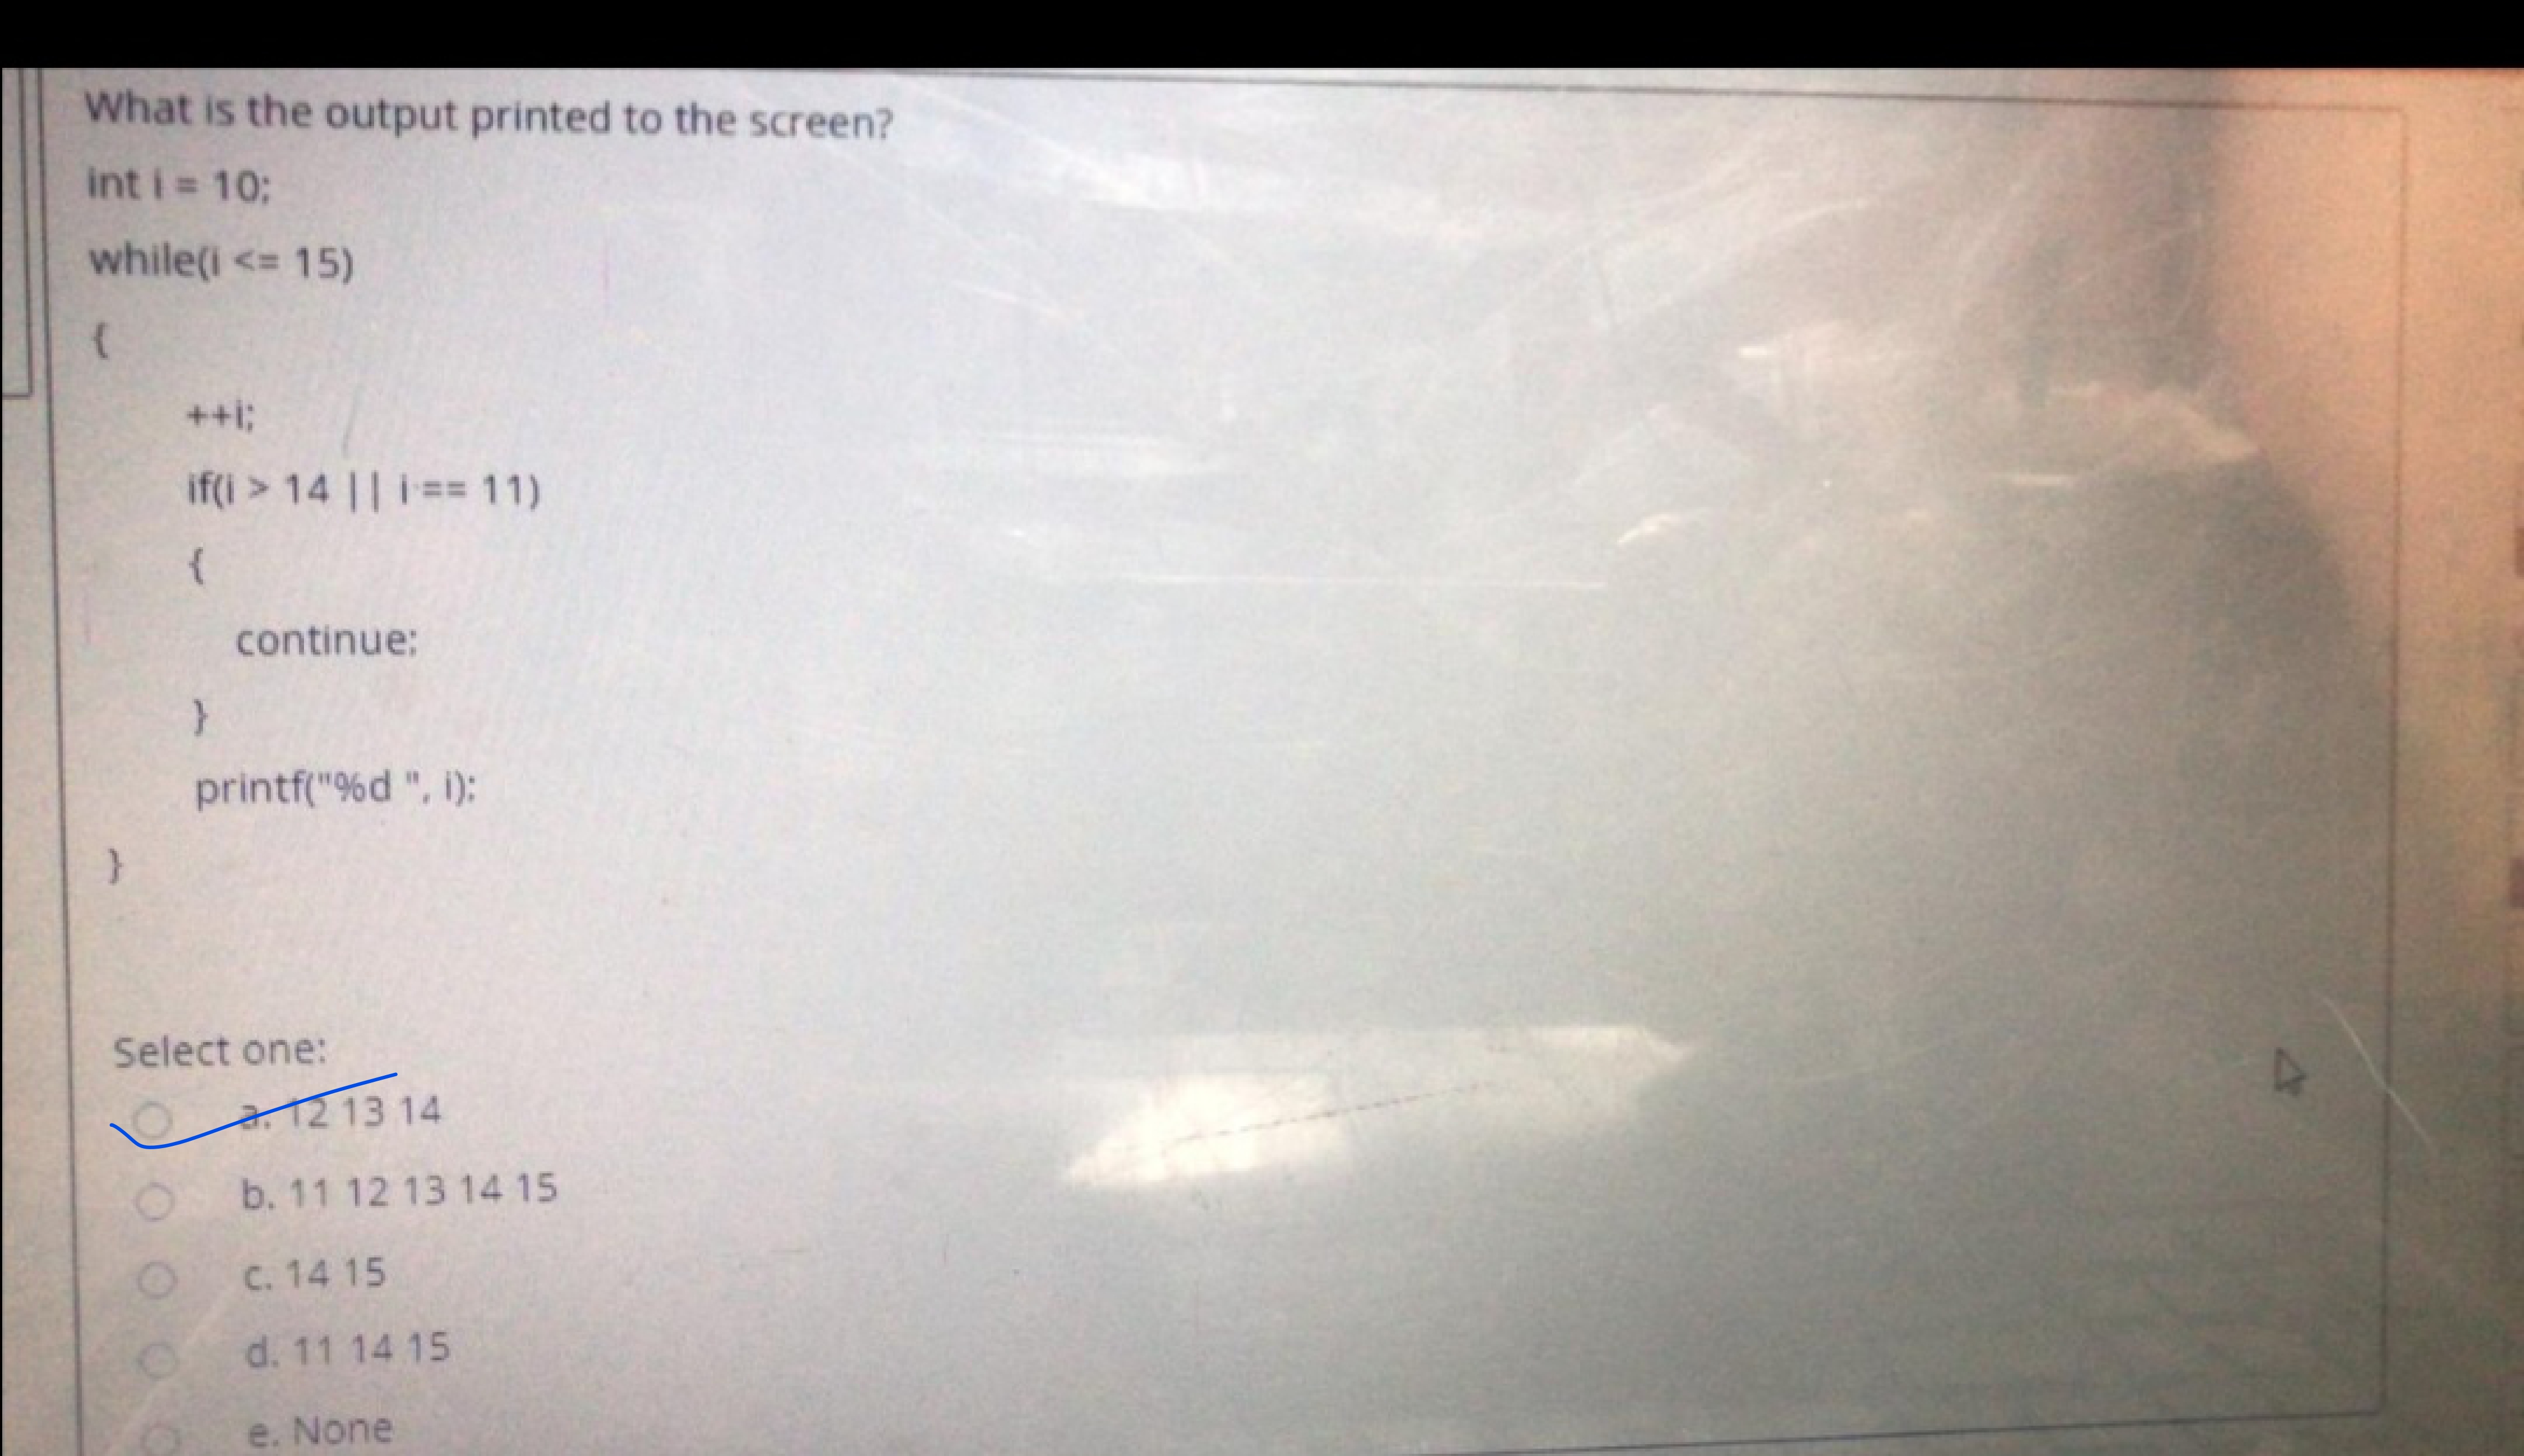 What is the output printed to the screen?
int i = 10;
while(i <= 15)
{
++i;
if(i > 14 || i == 11)
{
continue;
}
printf("%d ", i);
}
Select one:
a. 12 13 14
b. 11 12 13 14 15
c. 14 15
d. 11 14 15
e. None